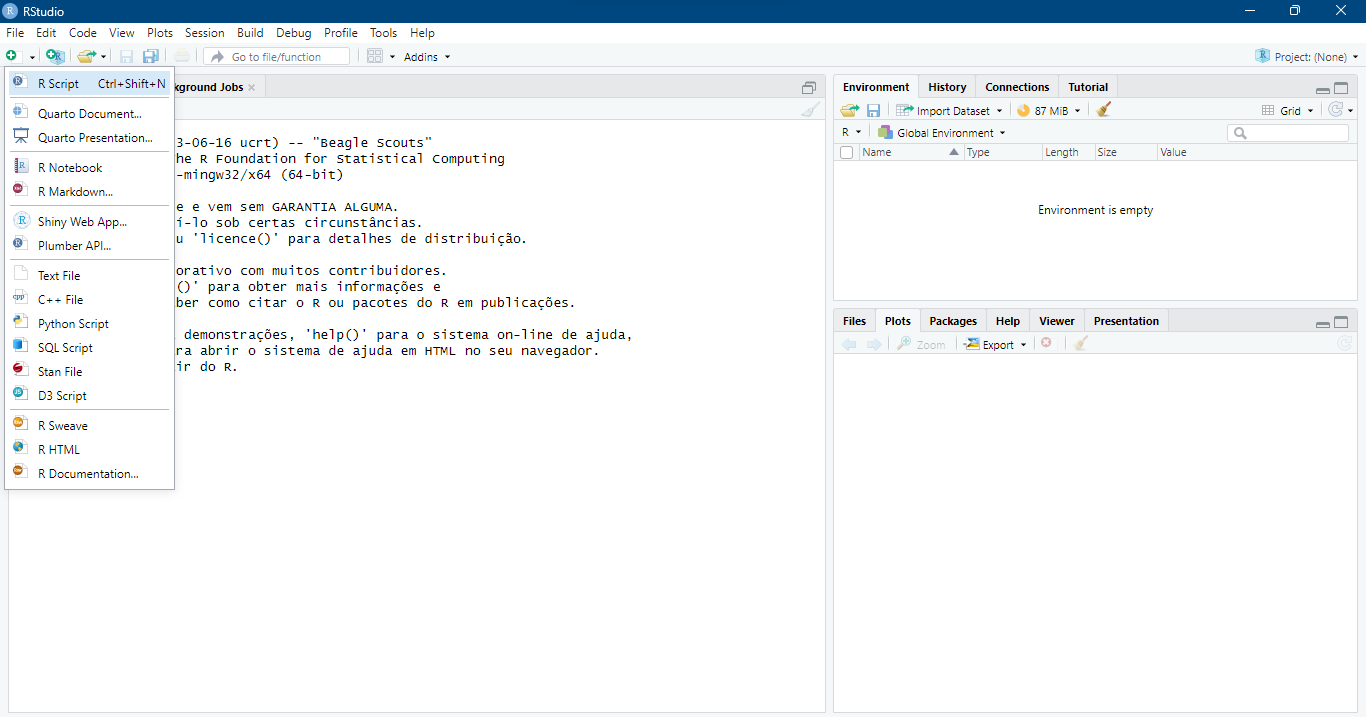 RStudio
File Edit Code View Plots Session Build Debug Profile Tools Help
Go to file/function Addins Project: (None)
R Script Ctrl+Shift+N
Quarto Document...
Quarto Presentation...
R Notebook
R Markdown...
Shiny Web App...
Plumber API...
Text File
C++ File
Python Script
SQL Script
Stan File
D3 Script
R Sweave
R HTML
R Documentation...
kground Jobs
3-06-16 ucrt) -- "Beagle Scouts"
he R Foundation for Statistical Computing
-mingw32/x64 (64-bit)
e e vem sem GARANTIA ALGUMA.
í-lo sob certas circunstâncias.
u 'licence()' para detalhes de distribuição.
orativo com muitos contribuidores.
()' para obter mais informações e
ber como citar o R ou pacotes do R em publicações.
demonstrações, 'help()' para o sistema on-line de ajuda,
ra abrir o sistema de ajuda em HTML no seu navegador.
ir do R.
Environment History Connections Tutorial
Import Dataset 87 MiB Grid
R Global Environment
Name Type Length Size Value
Environment is empty
Files Plots Packages Help Viewer Presentation
Zoom Export